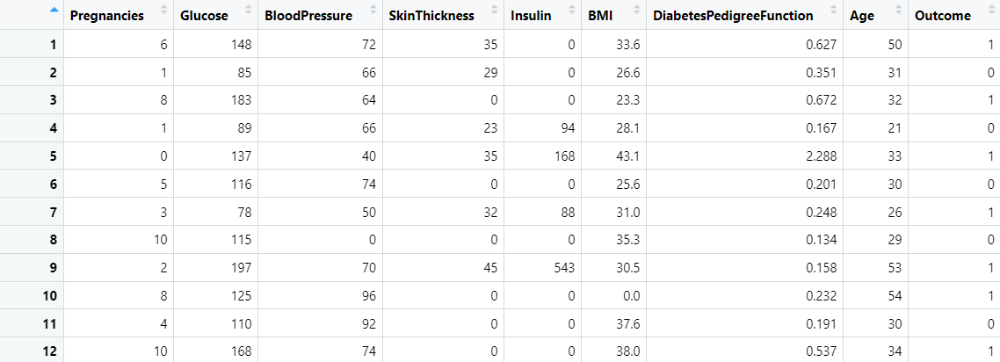 Pregnancies Glucose BloodPressure SkinThickness Insulin BMI DiabetesPedigreeFunction Age Outcome
1 6 148 72 35 0 33.6 0.627 50 1
2 1 85 66 29 0 26.6 0.351 31 0
3 8 183 64 0 0 23.3 0.672 32 1
4 1 89 66 23 94 28.1 0.167 21 0
5 0 137 40 35 168 43.1 2.288 33 1
6 5 116 74 0 0 25.6 0.201 30 0
7 3 78 50 32 88 31.0 0.248 26 1
8 10 115 0 0 0 35.3 0.134 29 0
9 2 197 70 45 543 30.5 0.158 53 1
10 8 125 96 0 0 0.0 0.232 54 1
11 4 110 92 0 0 37.6 0.191 30 0
12 10 168 74 0 0 38.0 0.537 34 1